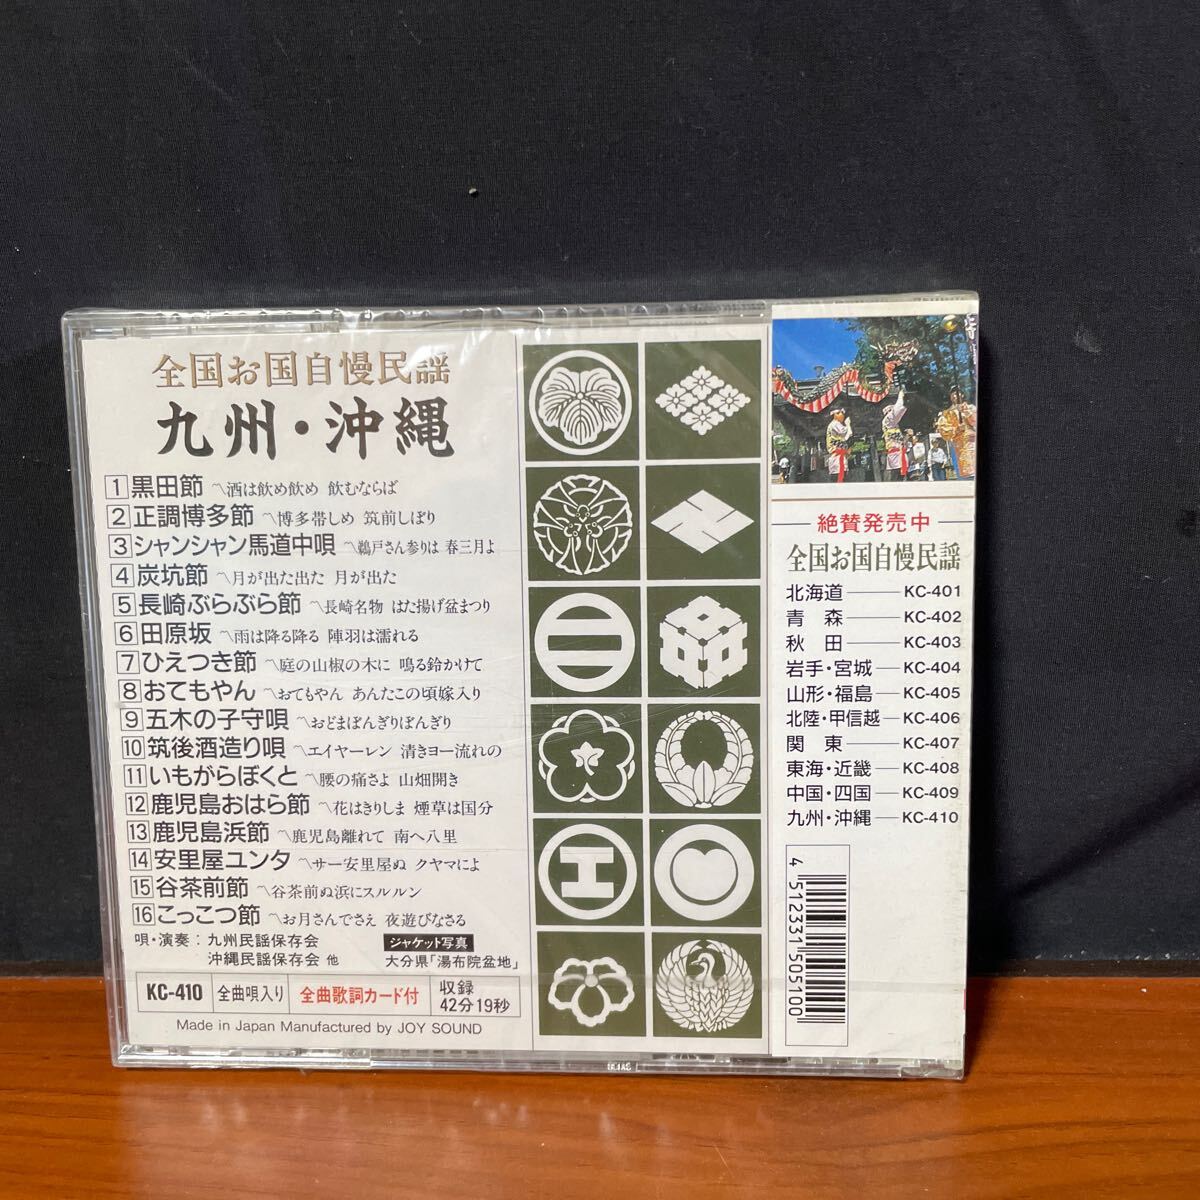 全国お国自慢民謡
九州・沖縄
1 黒田節 〽酒は飲め飲め 飲むならば
2 正調博多節 〽博多帯しめ 筑前しぼり
3 シャンシャン馬道中唄 〽鵜戸さん参りは 春三月よ
4 炭坑節 〽月が出た出た 月が出た
5 長崎ぶらぶら節 〽長崎名物 はた揚げ盆まつり
6 田原坂 〽雨は降る降る 陣羽は濡れる
7 ひえつき節 〽庭の山椒の木に 鳴る鈴かけて
8 おてもやん 〽おてもやん あんたこの頃嫁入り
9 五木の子守唄 〽おどまぼんぎりぼんぎり
10 筑後酒造り唄 〽エイヤーレン 清きヨー流れの
11 いもがらぼくと 〽腰の痛さよ 山畑開き
12 鹿児島おはら節 〽花はきりしま 煙草は国分
13 鹿児島浜節 〽鹿児島離れて 南へ八里
14 安里屋ユンタ 〽サー安里屋ぬ クヤマによ
15 谷茶前節 〽谷茶前ぬ浜にスルルン
16 こっこつ節 〽お月さんでさえ 夜遊びなさる
唄・演奏：九州民謡保存会
沖縄民謡保存会 他
ジャケット写真
大分県「湯布院盆地」
KC-410 全曲唄入り 全曲歌詞カード付 収録 42分19秒
Made in Japan Manufactured by JOY SOUND
絶賛発売中
全国お国自慢民謡
北海道 KC-401
青森 KC-402
秋田 KC-403
岩手・宮城 KC-404
山形・福島 KC-405
北陸・甲信越 KC-406
関東 KC-407
東海・近畿 KC-408
中国・四国 KC-409
九州・沖縄 KC-410
4 512331 505100